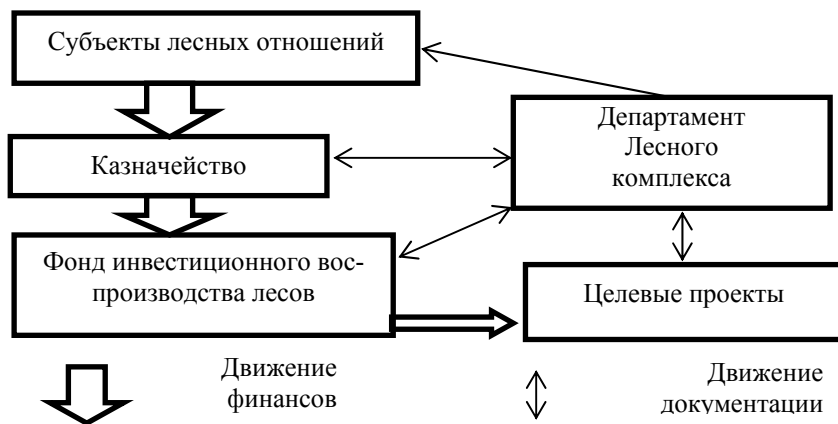 Субъекты лесных отношений
Департамент
Лесного
комплекса
Казначейство
Фонд инвестиционного вос-
производства лесов
Целевые проекты
Движение
финансов
Движение
документации